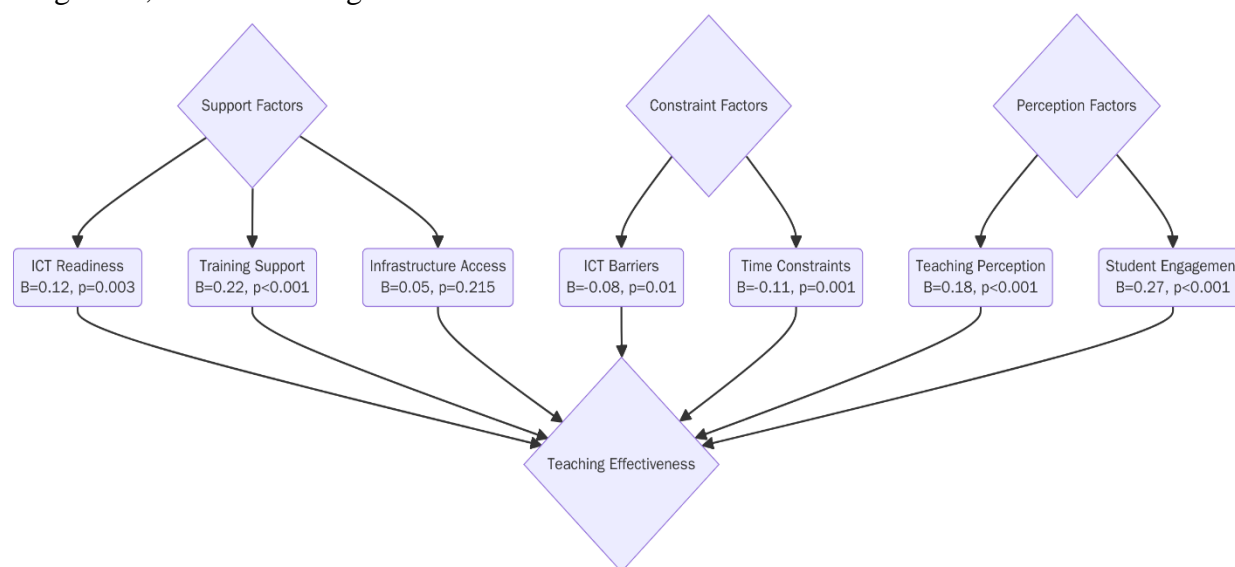 Support Factors
Constraint Factors
Perception Factors
ICT Readiness
B=0.12, p=0.003
Training Support
B=0.22, p<0.001
Infrastructure Access
B=0.05, p=0.215
ICT Barriers
B=-0.08, p=0.01
Time Constraints
B=-0.11, p=0.001
Teaching Perception
B=0.18, p<0.001
Student Engagemen
B=0.27, p<0.001
Teaching Effectiveness